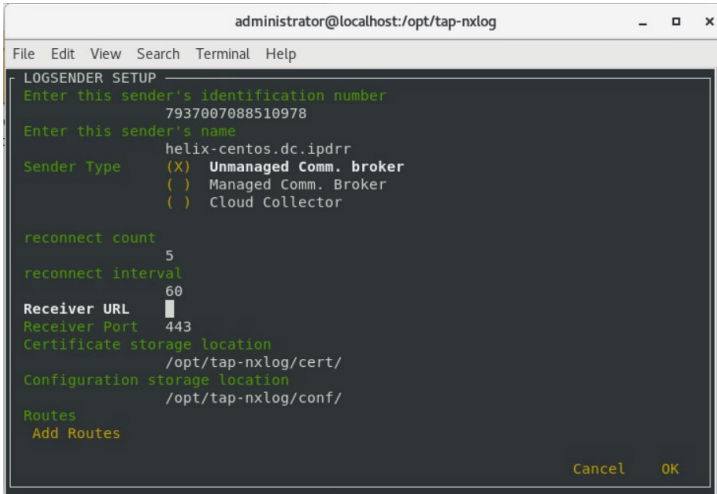 administrator@localhost:/opt/tap-nxlog
File Edit View Search Terminal Help
LOGSENDER SETUP
Enter this sender's identification number
7937007088510978
Enter this sender's name
helix-centos.dc.ipdrr
Sender Type (X) Unmanaged Comm. broker
( ) Managed Comm. Broker
( ) Cloud Collector
reconnect count
5
reconnect interval
60
Receiver URL
Receiver Port 443
Certificate storage location
/opt/tap-nxlog/cert/
Configuration storage location
/opt/tap-nxlog/conf/
Routes
Add Routes
Cancel OK